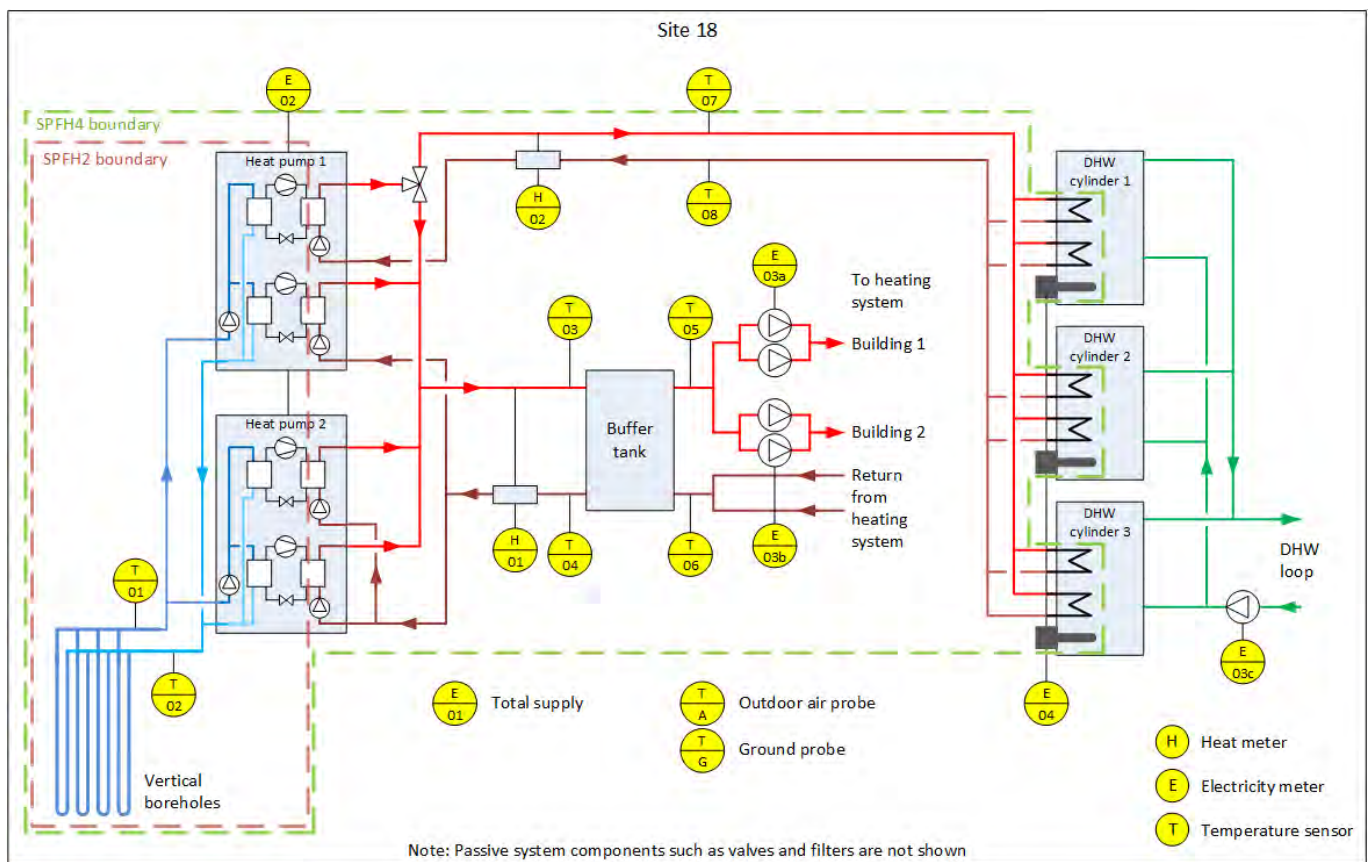 Site 18
E
02
T
07
SPFH4 boundary
SPFH2 boundary
Heat pump 1
H
02
T
08
DHW
cylinder 1
E
03a
To heating
system
T
03
T
05
Building 1
DHW
cylinder 2
Heat pump 2
Buffer
tank
Building 2
Return
from
heating
system
H
01
T
04
T
06
E
03b
DHW
cylinder 3
DHW
loop
T
01
T
02
E
01
Total supply
T
A
Outdoor air probe
T
G
Ground probe
E
04
E
03c
Vertical
boreholes
H
Heat meter
E
Electricity meter
T
Temperature sensor
Note: Passive system components such as valves and filters are not shown